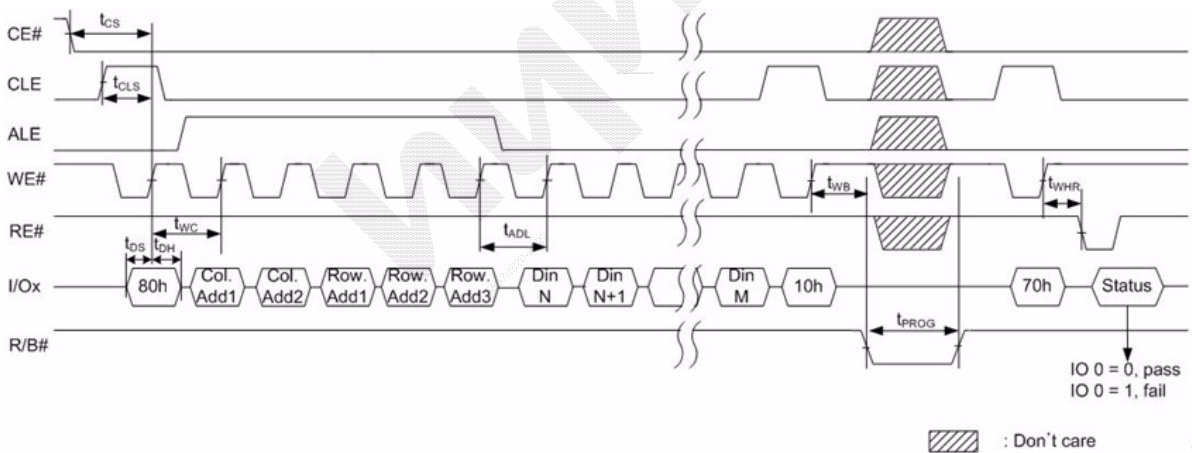 CE#
tCS
CLE
tCLS
ALE
WE#
tWB
tWHR
RE#
tWC
tADL
tDS
tDH
I/Ox
80h
Col. Add1
Col. Add2
Row. Add1
Row. Add2
Row. Add3
Din N
Din N+1
Din M
10h
70h
Status
R/B#
tPROG
IO 0 = 0, pass
IO 0 = 1, fail
: Don't care